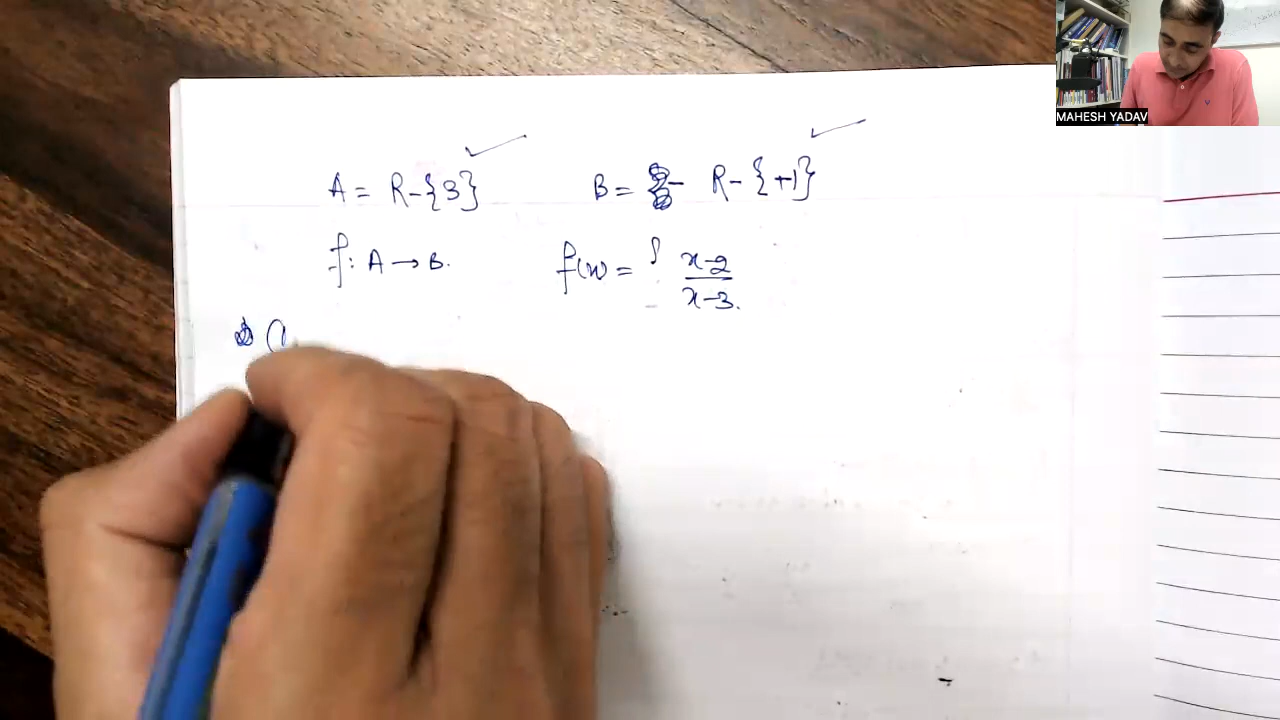 MAHESH YADAV
A = R-{3} B = R-{+1}
f: A → B. f(x) = x-2/x-3.